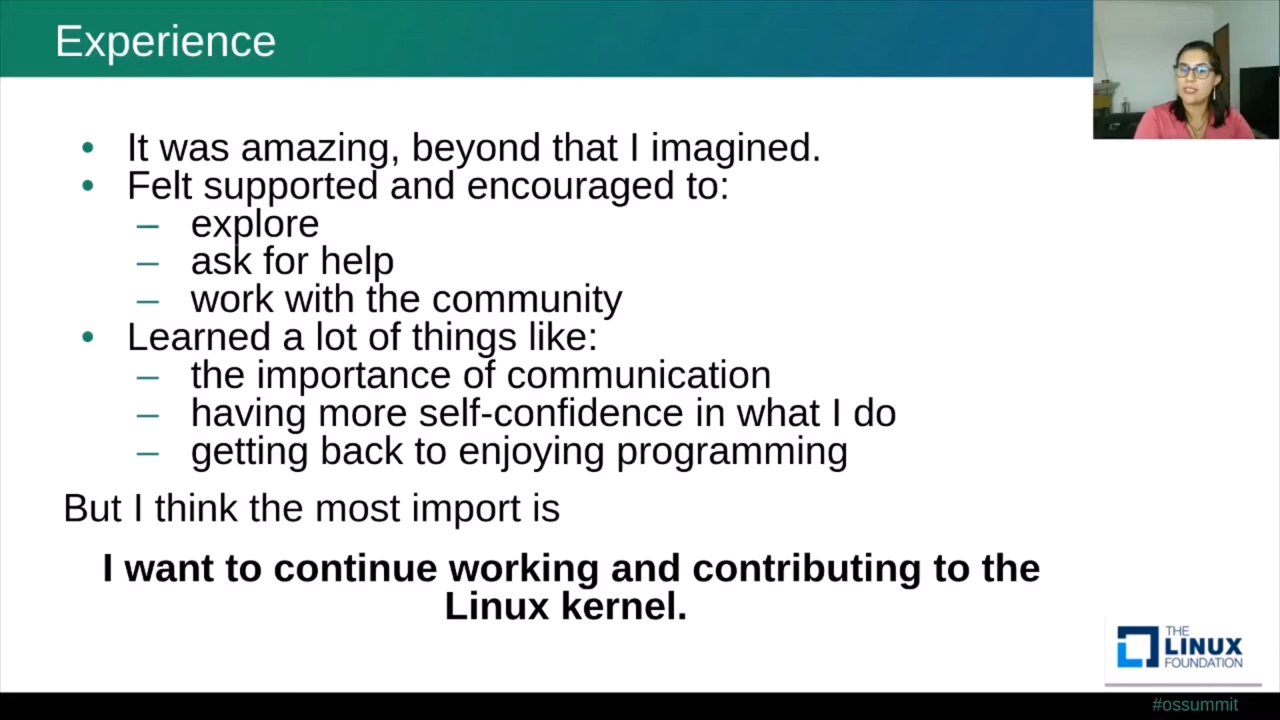 Experience
• It was amazing, beyond that I imagined.
• Felt supported and encouraged to:
– explore
– ask for help
– work with the community
• Learned a lot of things like:
– the importance of communication
– having more self-confidence in what I do
– getting back to enjoying programming
But I think the most import is
I want to continue working and contributing to the
Linux kernel.
THE
LINUX
FOUNDATION
#ossummit